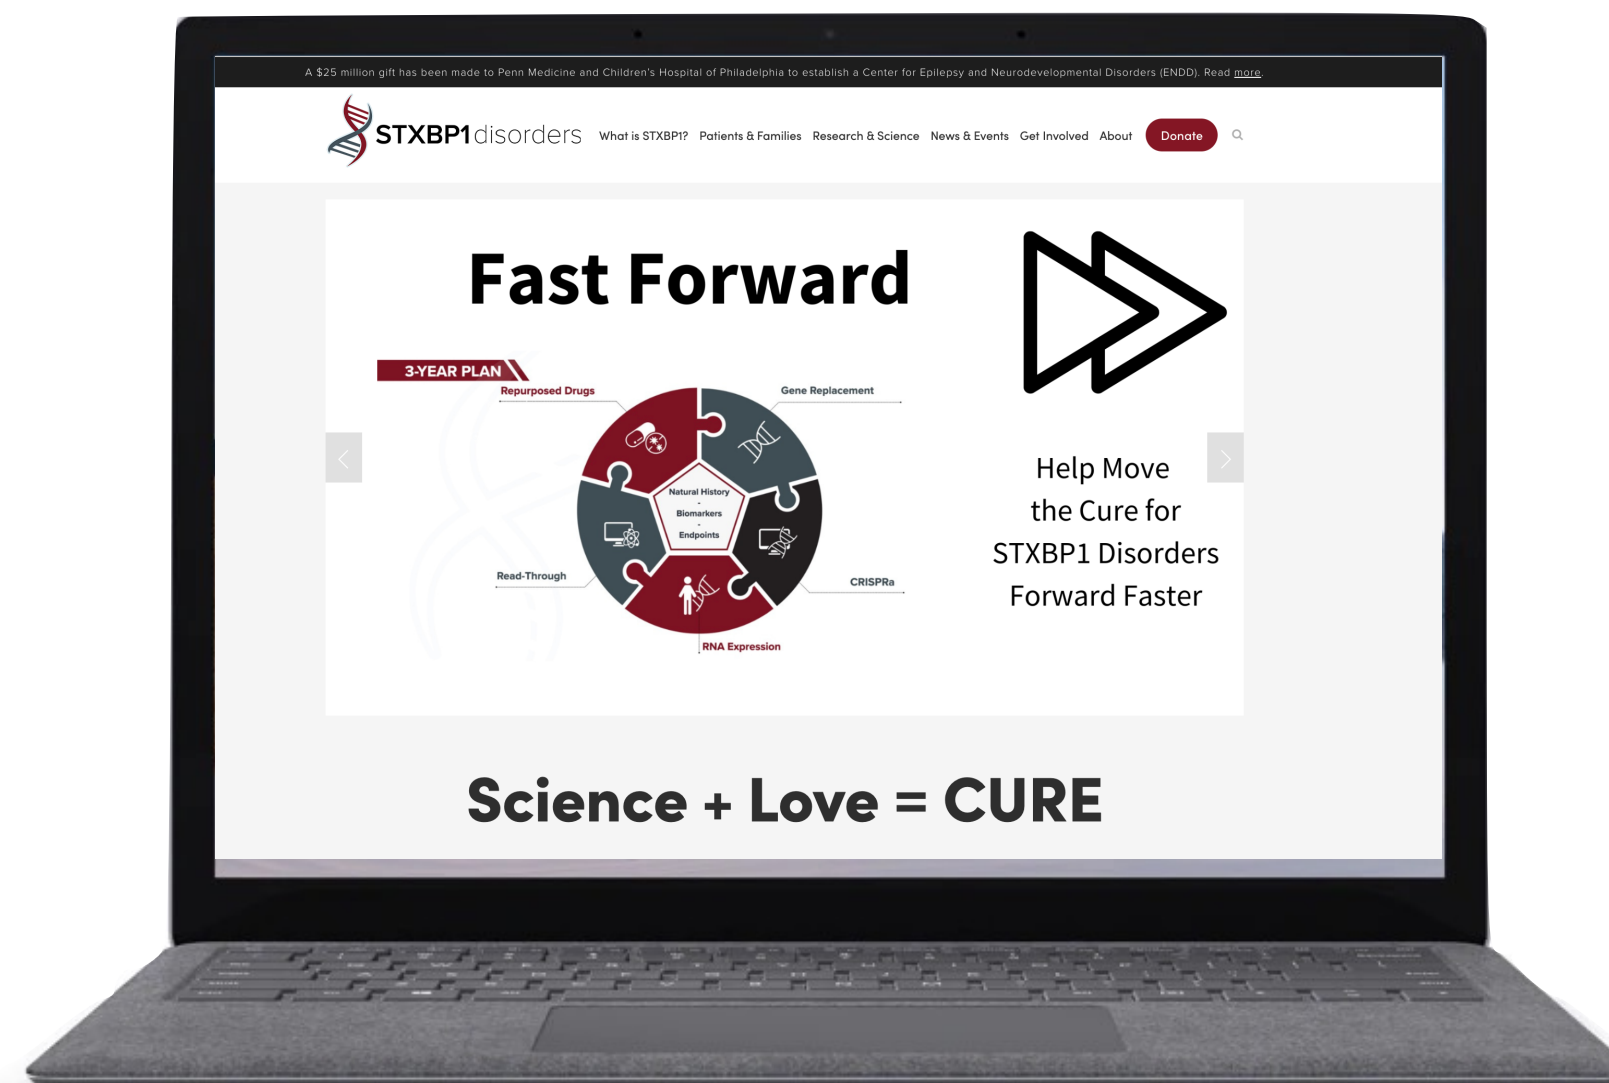 A $25 million gift has been made to Penn Medicine and Children's Hospital of Philadelphia to establish a Center for Epilepsy and Neurodevelopmental Disorders (ENDD). Read more.
STXBP1disorders
What is STXBP1? Patients & Families Research & Science News & Events Get Involved About Donate
Fast Forward
3-YEAR PLAN
Repurposed Drugs
Gene Replacement
Natural History
-
Biomarkers
-
Endpoints
Read-Through
CRISPRa
RNA Expression
Help Move
the Cure for
STXBP1 Disorders
Forward Faster
Science + Love = CURE